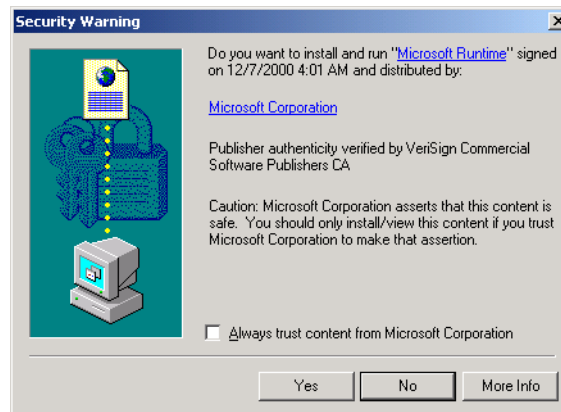 Security Warning
Do you want to install and run "Microsoft Runtime" signed
on 12/7/2000 4:01 AM and distributed by:
Microsoft Corporation
Publisher authenticity verified by VeriSign Commercial
Software Publishers CA
Caution: Microsoft Corporation asserts that this content is
safe. You should only install/view this content if you trust
Microsoft Corporation to make that assertion.
Always trust content from Microsoft Corporation
Yes
No
More Info